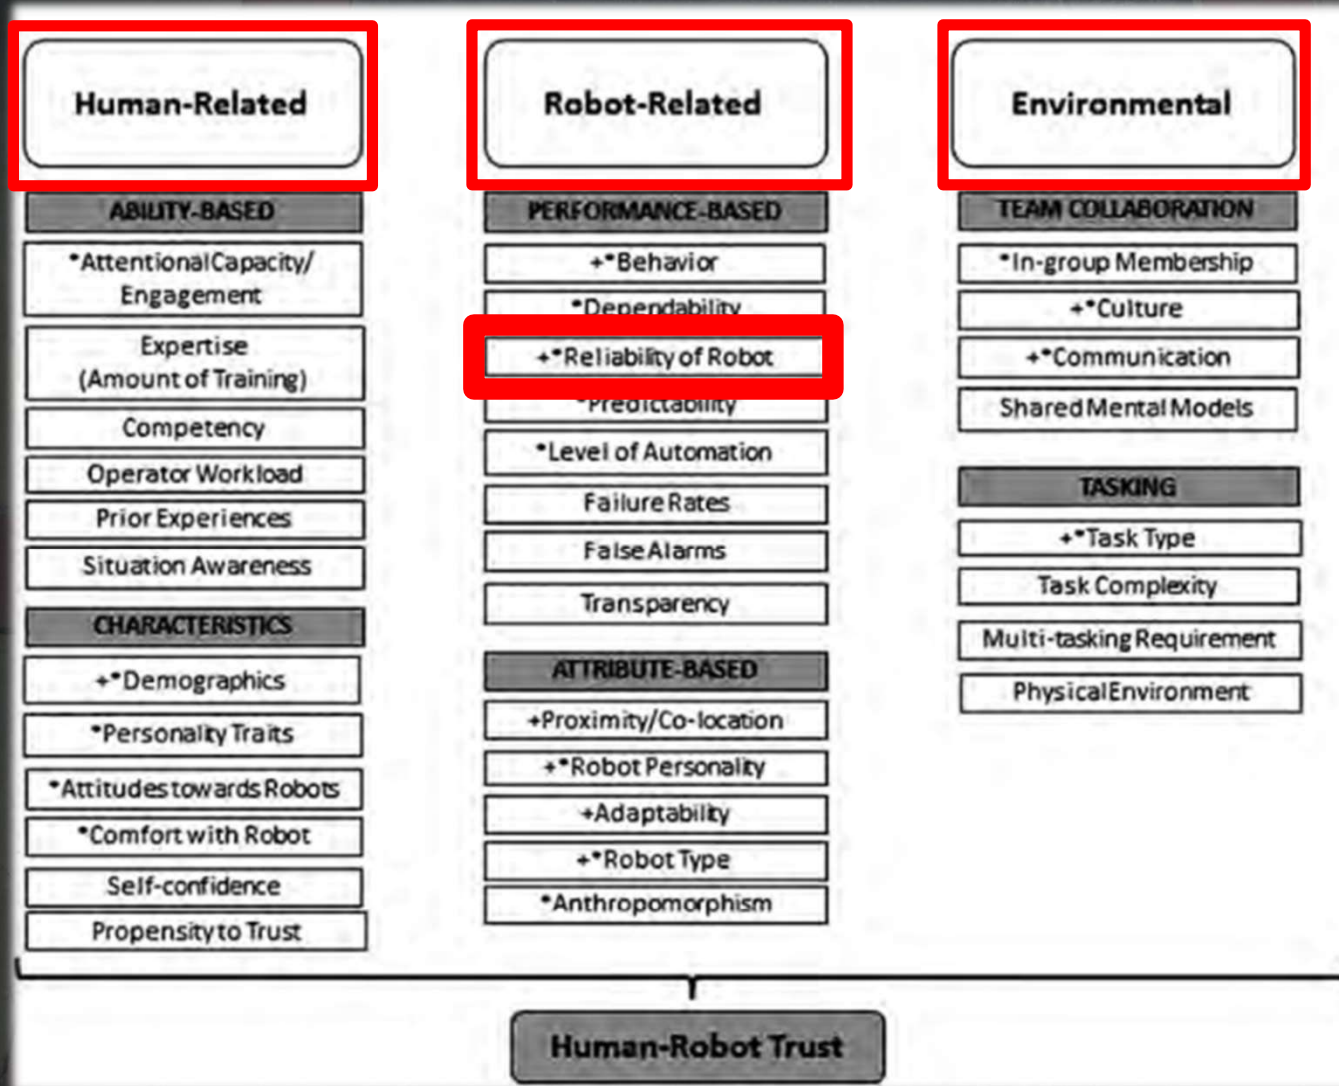 Human-Related
ABILITY-BASED
*Attentional Capacity/
Engagement
Expertise
(Amount of Training)
Competency
Operator Workload
Prior Experiences
Situation Awareness
CHARACTERISTICS
+*Demographics
*Personality Traits
*Attitudes towards Robots
*Comfort with Robot
Self-confidence
Propensity to Trust
Robot-Related
PERFORMANCE-BASED
+*Behavior
*Dependability
+*Reliability of Robot
*Predictability
*Level of Automation
Failure Rates
False Alarms
Transparency
ATTRIBUTE-BASED
+Proximity/Co-location
+*Robot Personality
+Adaptability
+*Robot Type
*Anthropomorphism
Environmental
TEAM COLLABORATION
*In-group Membership
+*Culture
+*Communication
Shared Mental Models
TASKING
+*Task Type
Task Complexity
Multi-tasking Requirement
Physical Environment
Human-Robot Trust